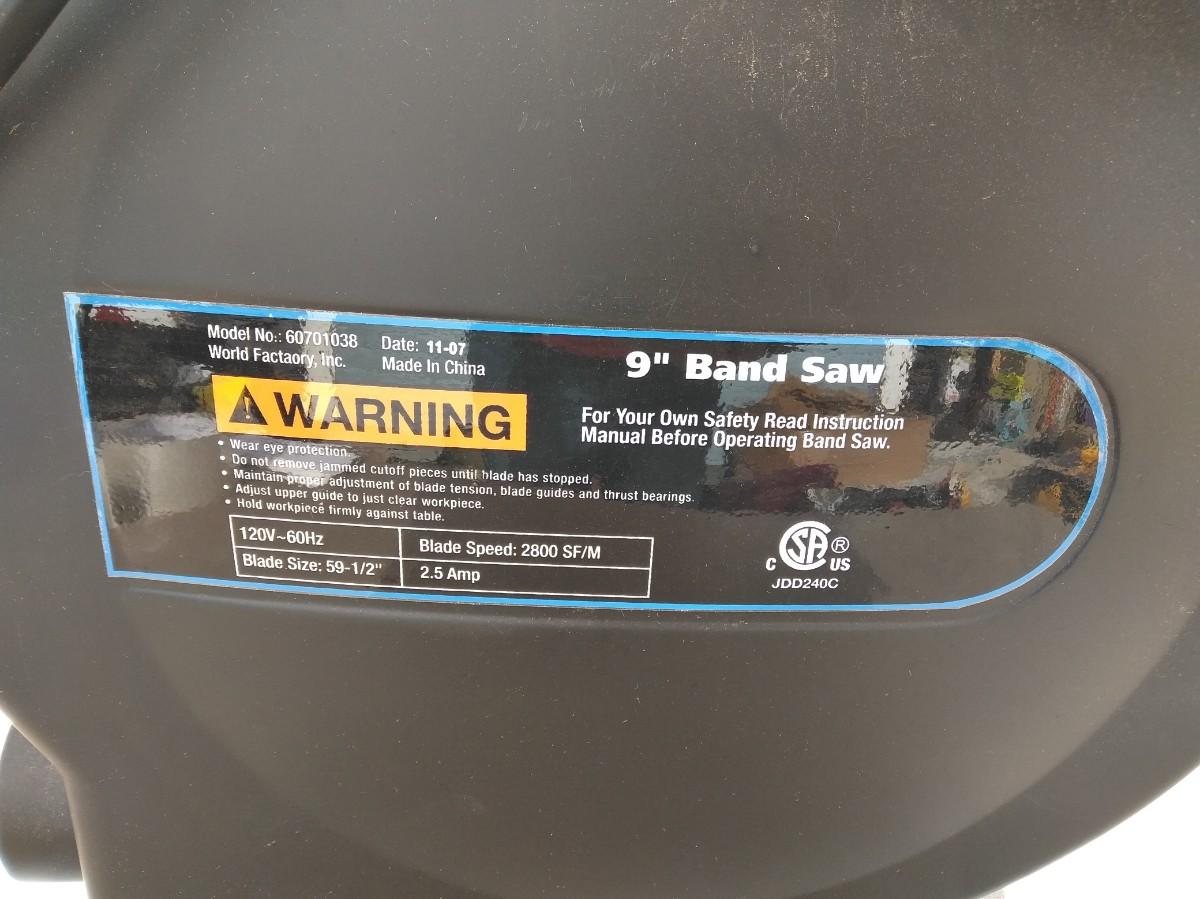 Model No.: 60701038 Date: 11-07
World Factaory, Inc. Made In China
9" Band Saw
WARNING
For Your Own Safety Read Instruction
Manual Before Operating Band Saw.
• Wear eye protection.
• Do not remove jammed cutoff pieces until blade has stopped.
• Maintain proper adjustment of blade tension, blade guides and thrust bearings.
• Adjust upper guide to just clear workpiece.
• Hold workpiece firmly against table.
120V~60Hz Blade Speed: 2800 SF/M
Blade Size: 59-1/2" 2.5 Amp
C SA ® US
JDD240C